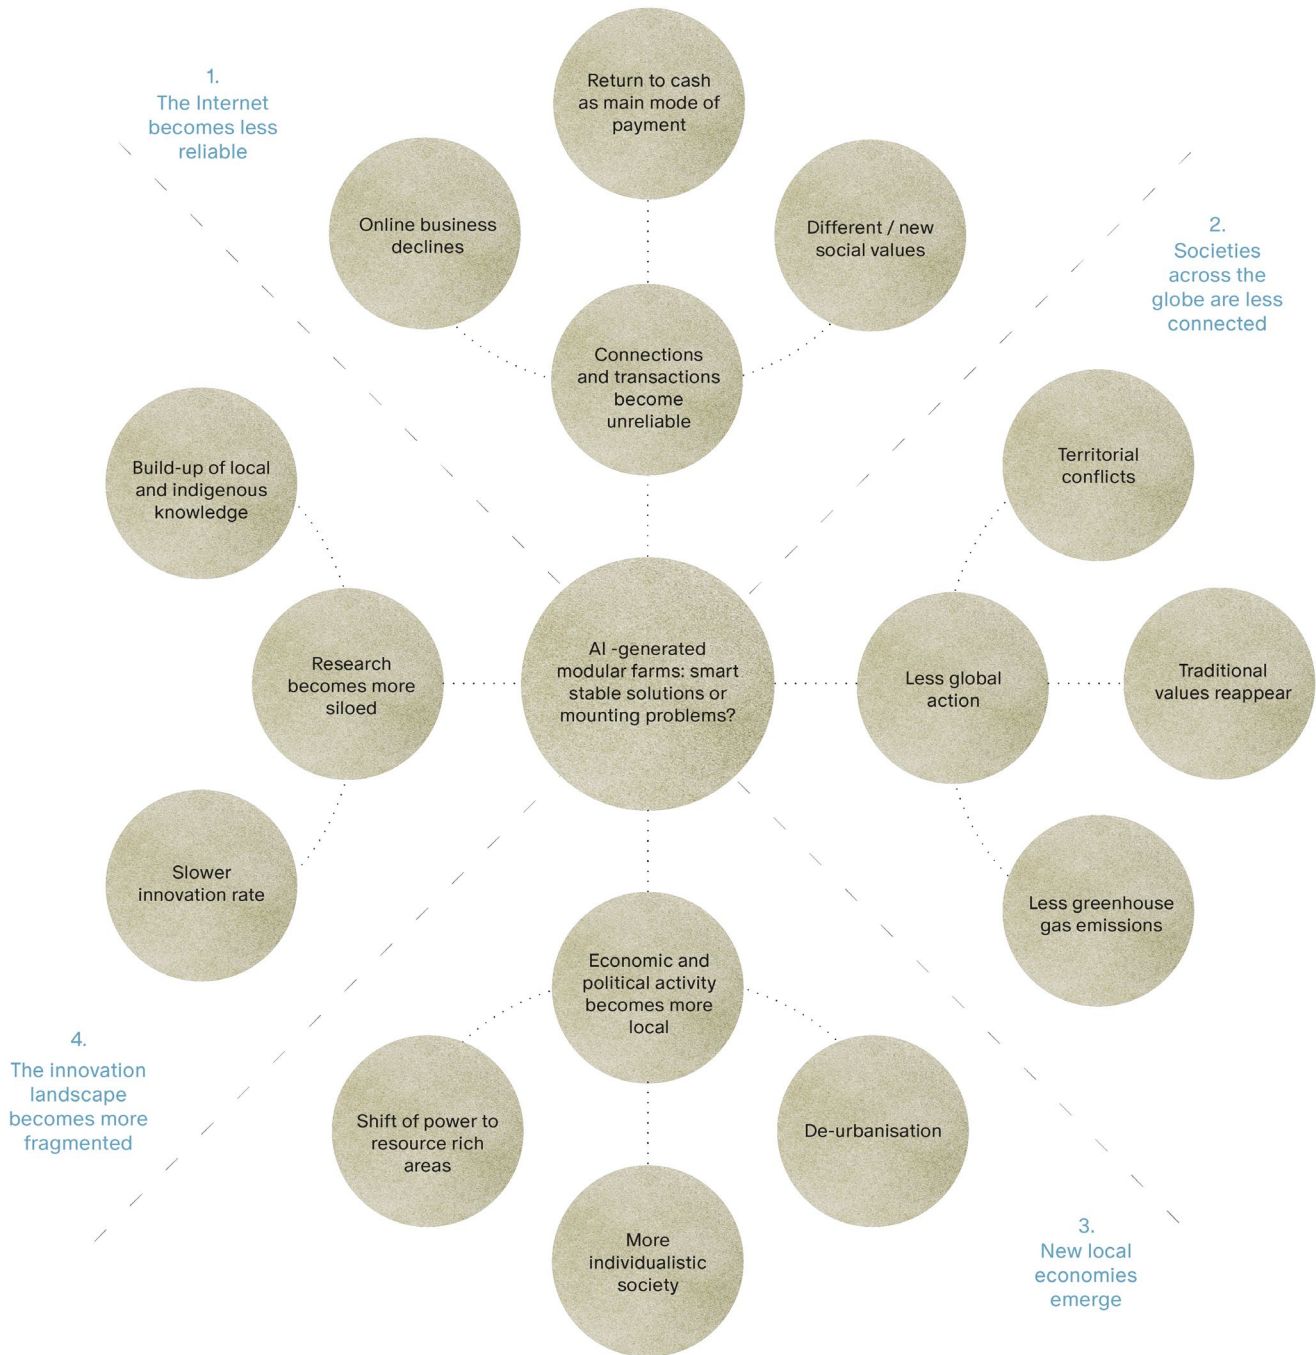 1.
The Internet
becomes less
reliable
Return to cash
as main mode of
payment
Online business
declines
Different / new
social values
Connections
and transactions
become
unreliable
2.
Societies
across the
globe are less
connected
Territorial
conflicts
Less global
action
Traditional
values reappear
Less greenhouse
gas emissions
AI -generated
modular farms: smart
stable solutions or
mounting problems?
Build-up of local
and indigenous
knowledge
Research
becomes more
siloed
Slower
innovation rate
4.
The innovation
landscape
becomes more
fragmented
Economic and
political activity
becomes more
local
Shift of power to
resource rich
areas
De-urbanisation
More
individualistic
society
3.
New local
economies
emerge